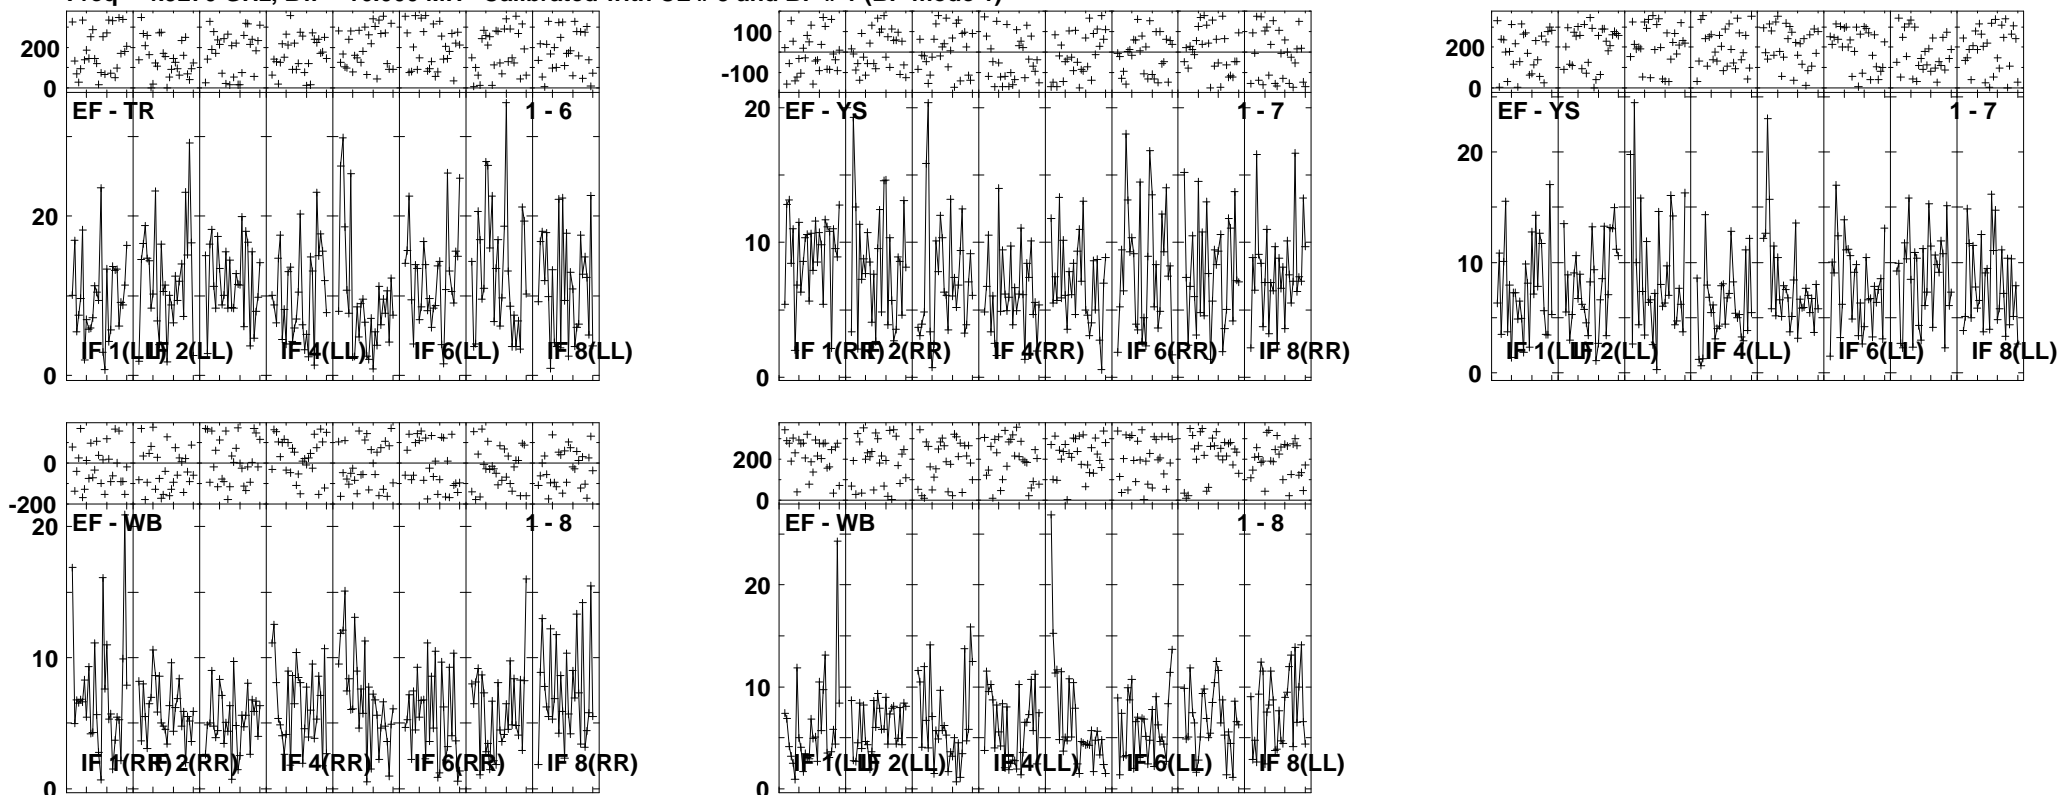 200
0
EF - TR
1 - 6
20
0
IF 1(LL)
IF 2(LL)
IF 4(LL)
IF 6(LL)
IF 8(LL)
100
-100
20
EF - YS
1 - 7
10
0
IF 1(RR)
IF 2(RR)
IF 4(RR)
IF 6(RR)
IF 8(RR)
200
0
EF - YS
1 - 7
20
10
0
IF 1(LL)
IF 2(LL)
IF 4(LL)
IF 6(LL)
IF 8(LL)
0
-200
20
EF - WB
1 - 8
10
0
IF 1(RR)
IF 2(RR)
IF 4(RR)
IF 6(RR)
IF 8(RR)
200
0
EF - WB
1 - 8
20
10
0
IF 1(LL)
IF 2(LL)
IF 4(LL)
IF 6(LL)
IF 8(LL)